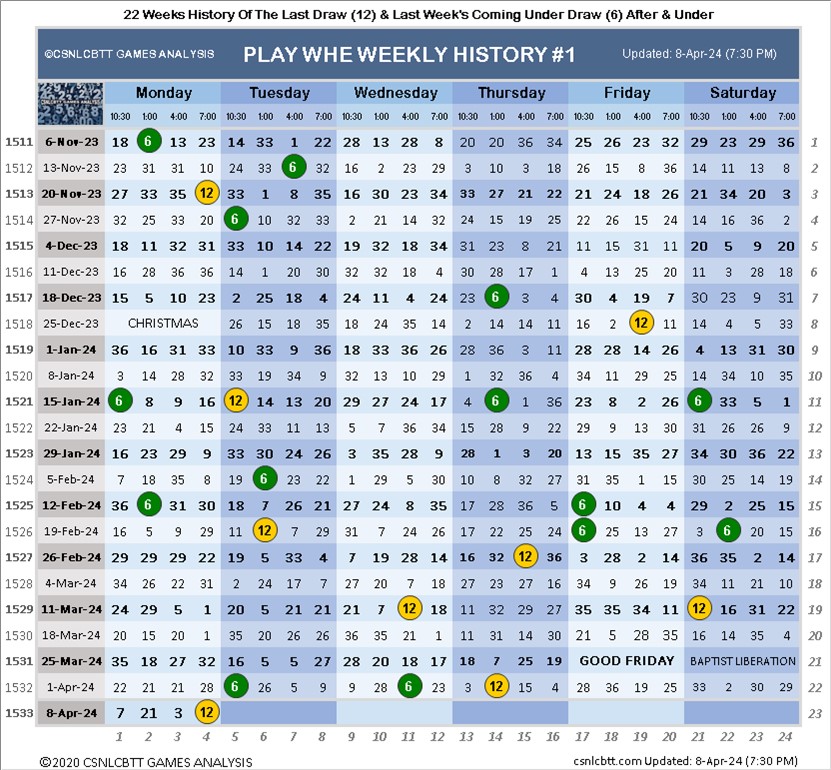 22 Weeks History Of The Last Draw (12) & Last Week's Coming Under Draw (6) After & Under
©CSNLCBTT GAMES ANALYSIS PLAY WHE WEEKLY HISTORY #1 Updated: 8-Apr-24 (7:30 PM)
Monday Tuesday Wednesday Thursday Friday Saturday
10:30 1:00 4:00 7:00 10:30 1:00 4:00 7:00 10:30 1:00 4:00 7:00 10:30 1:00 4:00 7:00 10:30 1:00 4:00 7:00 10:30 1:00 4:00 7:00
1511 6-Nov-23 18 6 13 23 14 33 1 22 28 13 28 8 20 20 36 34 25 26 23 32 29 23 29 36 1
1512 13-Nov-23 23 31 31 10 24 33 6 32 16 2 23 29 3 10 3 18 26 15 8 36 14 11 13 8 2
1513 20-Nov-23 27 33 35 12 33 1 8 35 16 30 23 34 33 27 21 22 21 24 18 26 21 34 20 3 3
1514 27-Nov-23 32 25 33 20 6 10 32 33 2 21 14 32 24 15 19 25 22 26 15 24 14 16 36 2 4
1515 4-Dec-23 18 11 32 31 33 10 14 22 19 32 18 34 31 23 8 21 11 15 31 11 20 5 9 20 5
1516 11-Dec-23 16 28 36 36 14 1 20 30 32 32 18 4 30 28 17 1 4 13 25 20 11 3 28 18 6
1517 18-Dec-23 15 5 10 23 2 25 18 4 24 11 4 24 23 6 3 4 30 4 19 7 30 23 9 31 7
1518 25-Dec-23 CHRISTMAS 26 15 18 35 18 24 35 14 2 14 14 11 16 2 12 11 14 4 5 33 8
1519 1-Jan-24 36 16 31 33 10 33 9 36 18 33 36 26 28 36 3 11 28 28 14 26 4 13 31 30 9
1520 8-Jan-24 3 14 28 32 33 19 34 9 32 13 10 29 1 32 36 4 34 11 29 9 14 34 10 35 10
1521 15-Jan-24 6 8 9 16 12 14 13 20 29 27 24 17 4 6 1 36 23 8 2 26 6 33 5 1 11
1522 22-Jan-24 23 21 4 15 24 33 11 13 5 7 36 34 15 28 9 22 29 9 13 30 31 26 26 9 12
1523 29-Jan-24 16 23 29 9 33 30 24 26 3 35 28 9 28 1 3 20 13 15 35 27 34 30 36 22 13
1524 5-Feb-24 7 18 35 8 19 6 23 28 1 29 5 30 10 8 32 27 31 35 1 15 30 25 14 19 14
1525 12-Feb-24 36 6 31 30 18 7 26 21 27 24 8 35 17 28 36 5 6 10 4 4 29 2 25 15 15
1526 19-Feb-24 16 5 9 29 11 12 7 29 31 7 24 26 17 22 25 24 6 25 13 27 3 6 20 15 16
1527 26-Feb-24 29 29 29 22 19 5 33 4 7 19 28 14 16 32 12 36 3 28 2 14 36 35 2 14 17
1528 4-Mar-24 34 26 22 31 2 24 17 7 27 20 7 18 27 23 27 16 34 9 26 19 34 11 21 10 18
1529 11-Mar-24 24 29 5 1 20 5 21 21 21 7 12 18 11 32 29 27 35 35 34 11 12 16 31 22 19
1530 18-Mar-24 20 15 20 1 35 20 26 26 36 35 21 1 11 31 14 30 21 5 28 35 16 14 35 4 20
1531 25-Mar-24 35 18 27 32 16 5 5 27 28 20 18 17 18 7 25 19 GOOD FRIDAY BAPTIST LIBERATION 21
1532 1-Apr-24 22 21 21 28 6 26 5 9 9 28 6 23 3 12 15 4 28 36 19 25 33 2 30 29 22
1533 8-Apr-24 7 21 3 12 23
1 2 3 4 5 6 7 8 9 10 11 12 13 14 15 16 17 18 19 20 21 22 23 24
©2020 CSNLCBTT GAMES ANALYSIS csnlcbtt.com Updated: 8-Apr-24 (7:30 PM)